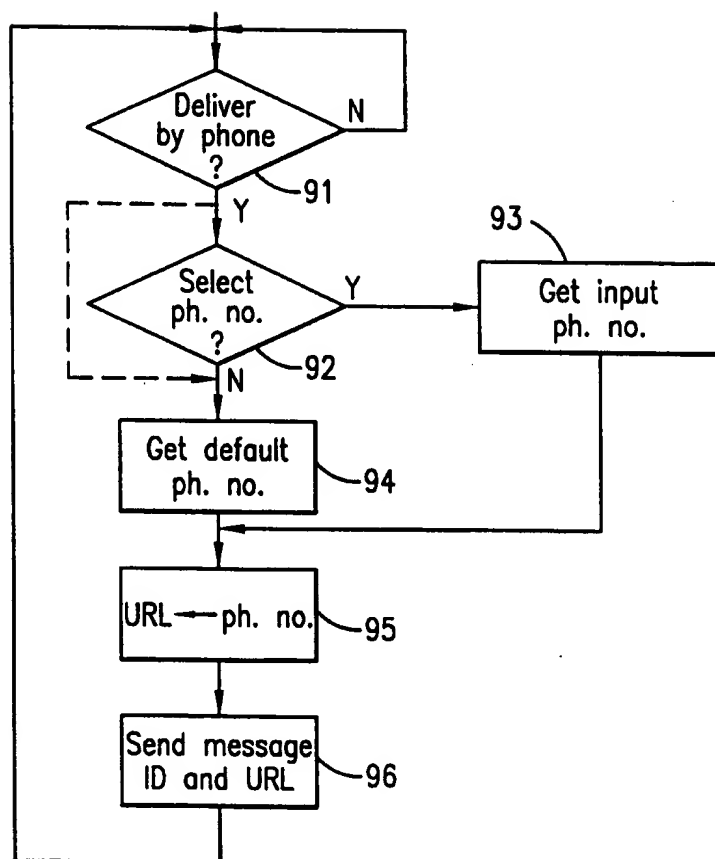 Deliver
by phone
?
N
91
Y
Select
ph. no.
?
Y
92
N
93
Get input
ph. no.
Get default
ph. no.
94
URL ← ph. no.
95
Send message
ID and URL
96